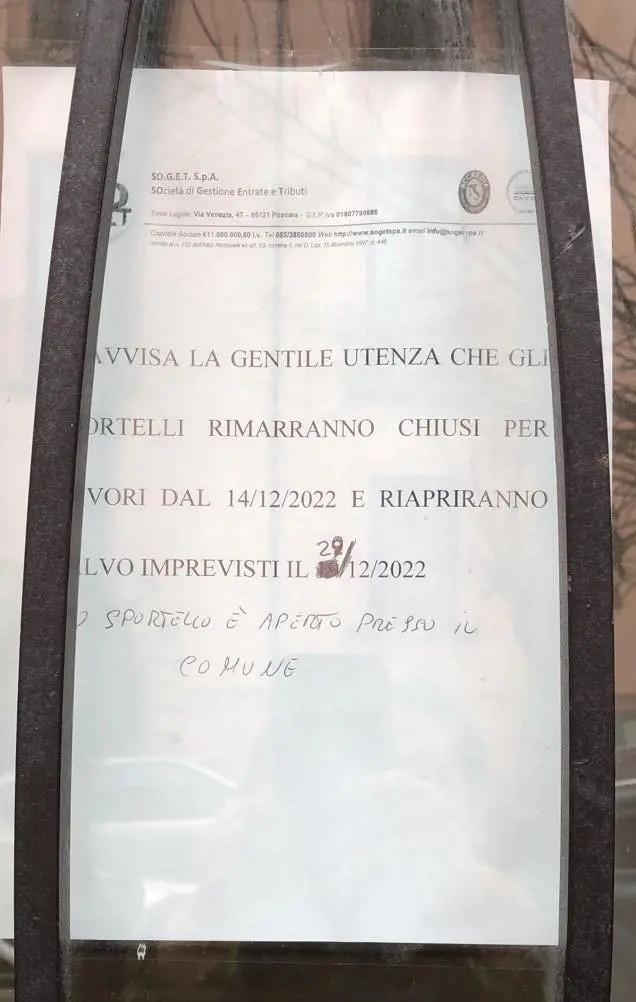 SO.G.E.T. S.p.A.
SOcietà di Gestione Entrate e Tributi
Sede Legale: Via Venezia, 47 – 65121 Pescara - C.f./P.iva 01807790686
Capitale Sociale €11.600.000,00 i.v. Tel 085/3850800 Web http://www.sogetspa.it email info@sogetspa.it
AVVISA LA GENTILE UTENZA CHE GLI
ORTELLI RIMARRANNO CHIUSI PER
VORI DAL 14/12/2022 E RIAPRIRANNO
LVO IMPREVISTI IL 29/12/2022
O SPORTELLO È APERTO PRESSO IL
COMUNE